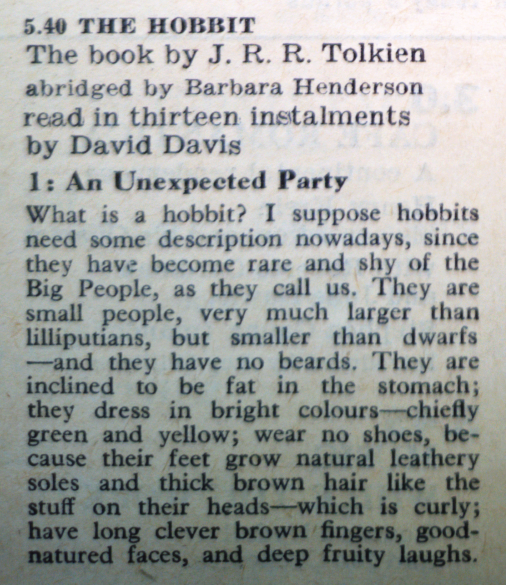 5.40 THE HOBBIT
The book by J. R. R. Tolkien
abridged by Barbara Henderson
read in thirteen instalments
by David Davis
1: An Unexpected Party
What is a hobbit? I suppose hobbits
need some description nowadays, since
they have become rare and shy of the
Big People, as they call us. They are
small people, very much larger than
lilliputians, but smaller than dwarfs
—and they have no beards. They are
inclined to be fat in the stomach;
they dress in bright colours—chiefly
green and yellow; wear no shoes, be-
cause their feet grow natural leathery
soles and thick brown hair like the
stuff on their heads—which is curly;
have long clever brown fingers, good-
natured faces, and deep fruity laughs.